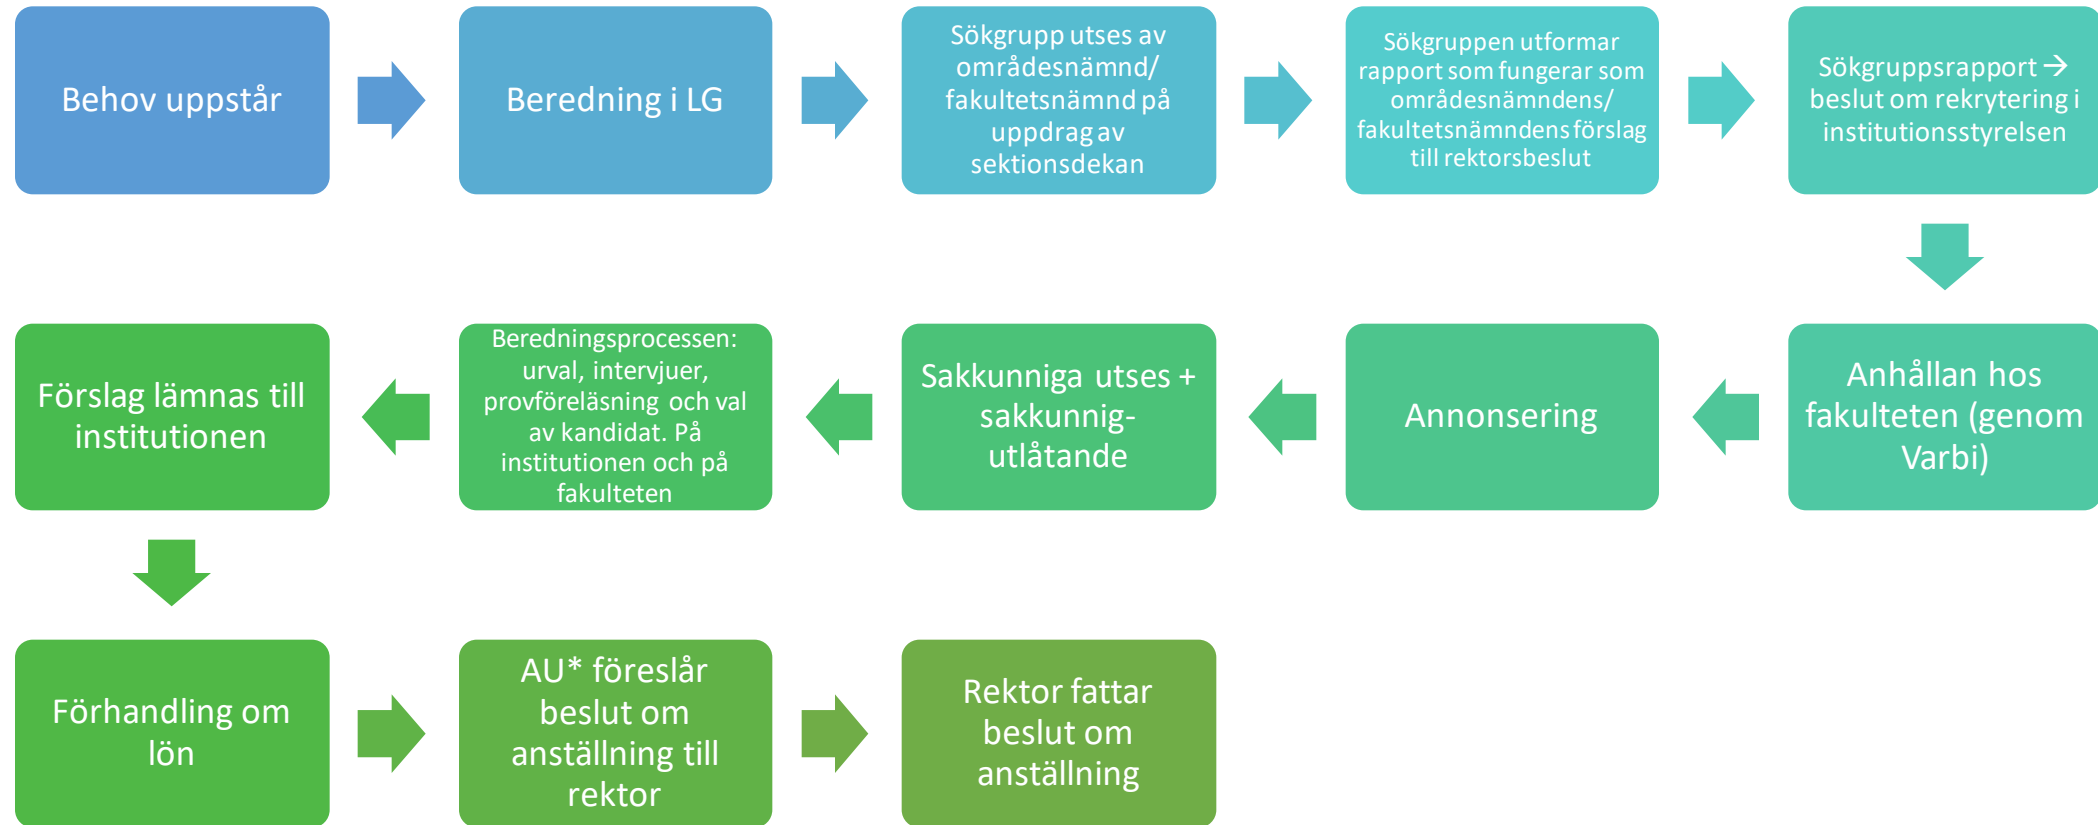 Behov uppstår
Beredning i LG
Sökgrupp utses av
områdesnämnd/
fakultetsnämnd på
uppdrag av
sektionsdekan
Sökgruppen utformar
rapport som fungerar som
områdesnämndens/
fakultetsnämndens förslag
till rektorsbeslut
Sökgruppsrapport →
beslut om rekrytering i
institutionsstyrelsen
Anhållan hos
fakulteten (genom
Varbi)
Annonsering
Sakkunniga utses +
sakkunnig-
utlåtande
Beredningsprocessen:
urval, intervjuer,
provföreläsning och val
av kandidat. På
institutionen och på
fakulteten
Förslag lämnas till
institutionen
Förhandling om
lön
AU* föreslår
beslut om
anställning till
rektor
Rektor fattar
beslut om
anställning